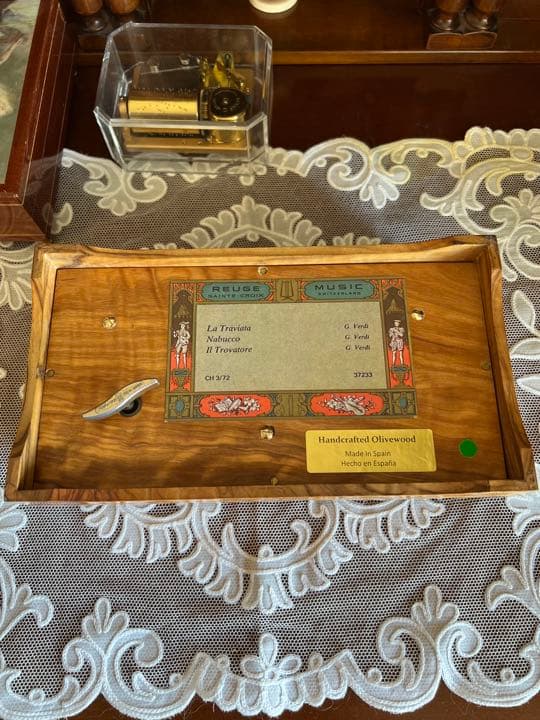 REUGE MUSIC
SAINTE-CROIX SWITZERLAND
La Traviata G. Verdi
Nabucco G. Verdi
Il Trovatore G. Verdi
CH 3/72 37233
Handcrafted Olivewood
Made in Spain
Hecho en España